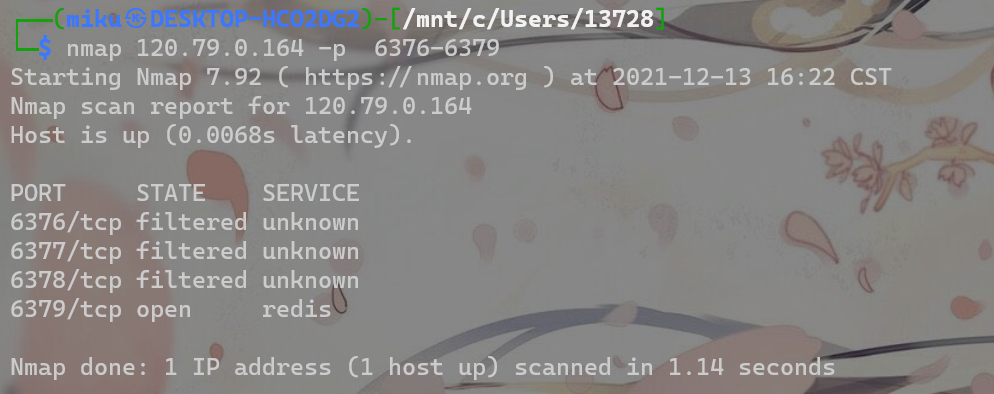 ┌──(miku㉿DESKTOP-HCO2DG2)-[/mnt/c/Users/13728]
└─$ nmap 120.79.0.164 -p  6376-6379
Starting Nmap 7.92 ( https://nmap.org ) at 2021-12-13 16:22 CST
Nmap scan report for 120.79.0.164
Host is up (0.0068s latency).

PORT     STATE    SERVICE
6376/tcp filtered unknown
6377/tcp filtered unknown
6378/tcp filtered unknown
6379/tcp open     redis

Nmap done: 1 IP address (1 host up) scanned in 1.14 seconds